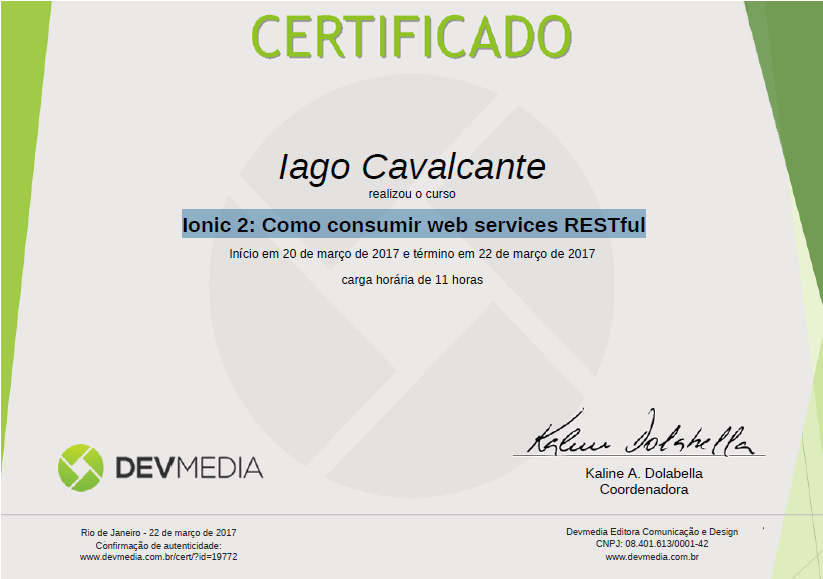 CERTIFICADO
Iago Cavalcante
realizou o curso
Ionic 2: Como consumir web services RESTful
Início em 20 de março de 2017 e término em 22 de março de 2017
carga horária de 11 horas
Kaline Dolabella
DEVMEDIA
Kaline A. Dolabella
Coordenadora
Rio de Janeiro - 22 de março de 2017
Confirmação de autenticidade:
www.devmedia.com.br/cert/?id=19772
Devmedia Editora Comunicação e Design
CNPJ: 08.401.613/0001-42
www.devmedia.com.br